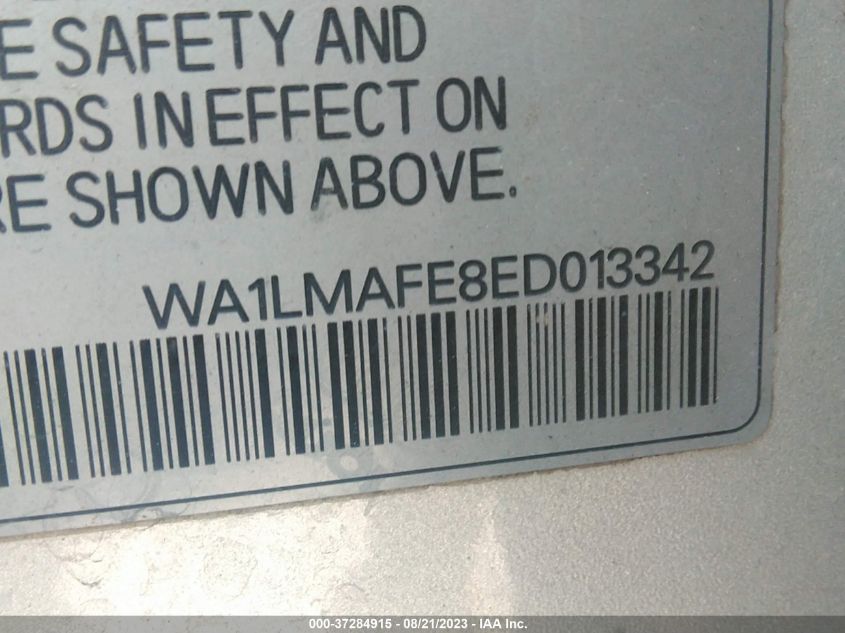 E SAFETY AND
RDS IN EFFECT ON
RE SHOWN ABOVE.
WA1LMAFE8ED013342
000-37284915 - 08/21/2023 - IAA Inc.